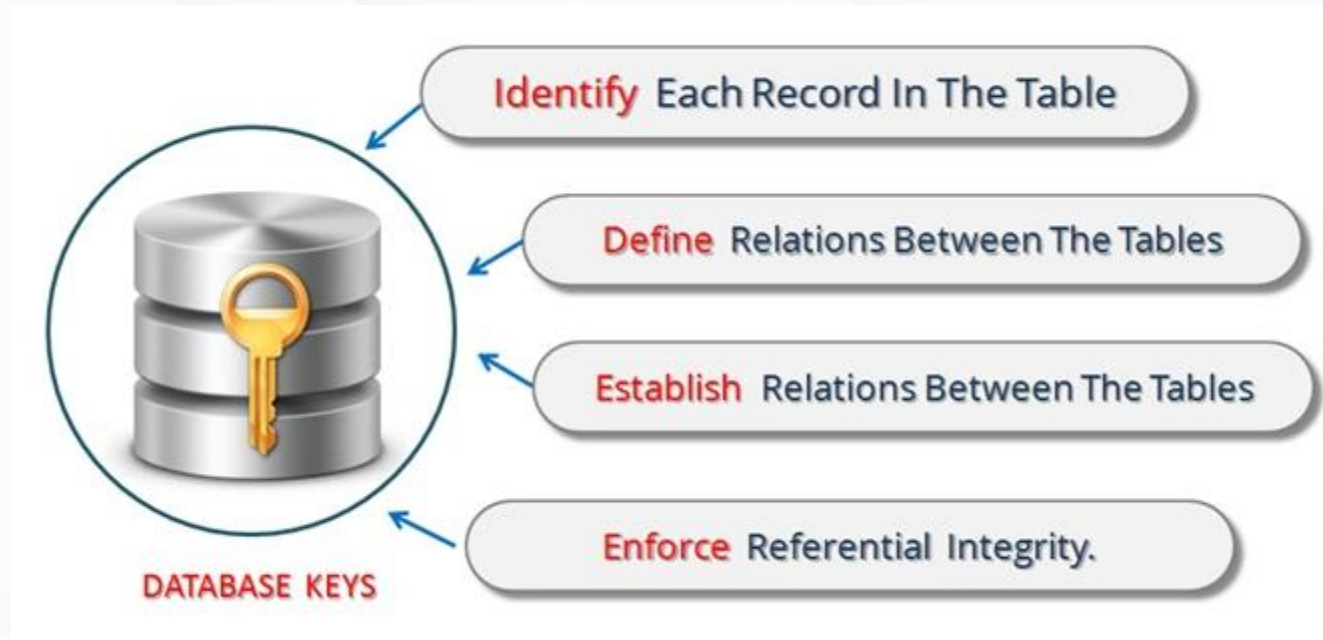 Identify Each Record In The Table
Define Relations Between The Tables
Establish Relations Between The Tables
Enforce Referential Integrity.
DATABASE KEYS